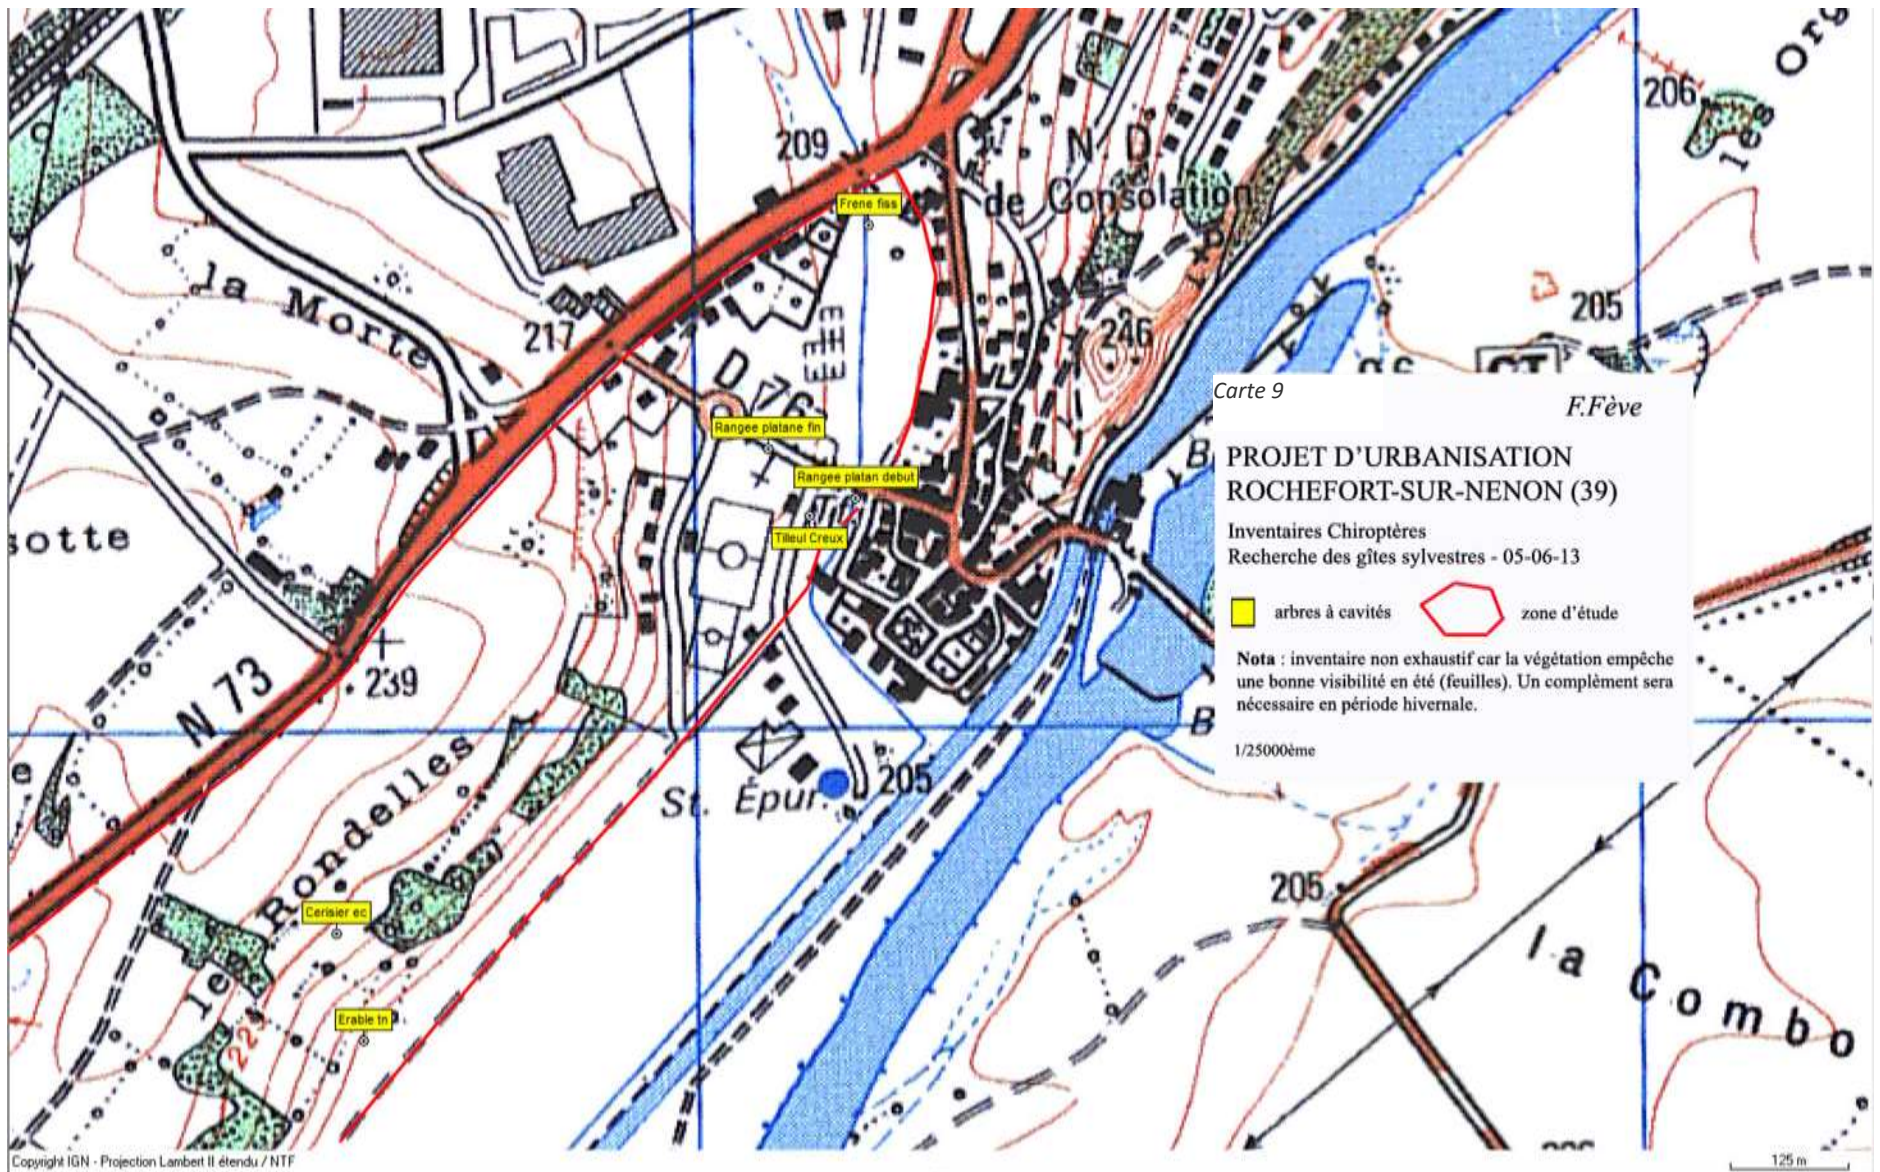 206
les Org
209
N D
de Consolation
Frene fiss
la Morte
217
205
246
D 76
Rangee platane fin
Rangee platan debut
Tilleul Creux
Carte 9
F.Fève
PROJET D’URBANISATION
ROCHEFORT-SUR-NENON (39)
Inventaires Chiroptères
Recherche des gîtes sylvestres - 05-06-13
arbres à cavités
zone d’étude
Nota : inventaire non exhaustif car la végétation empêche
une bonne visibilité en été (feuilles). Un complèment sera
nécessaire en période hivernale.
1/25000ème
B
B
sotte
239
N 73
e
St. Épur.
205
les Rondelles
Cerisier ec
Erable tn
205
la Combo
Copyright IGN - Projection Lambert II étendu / NTF
125 m